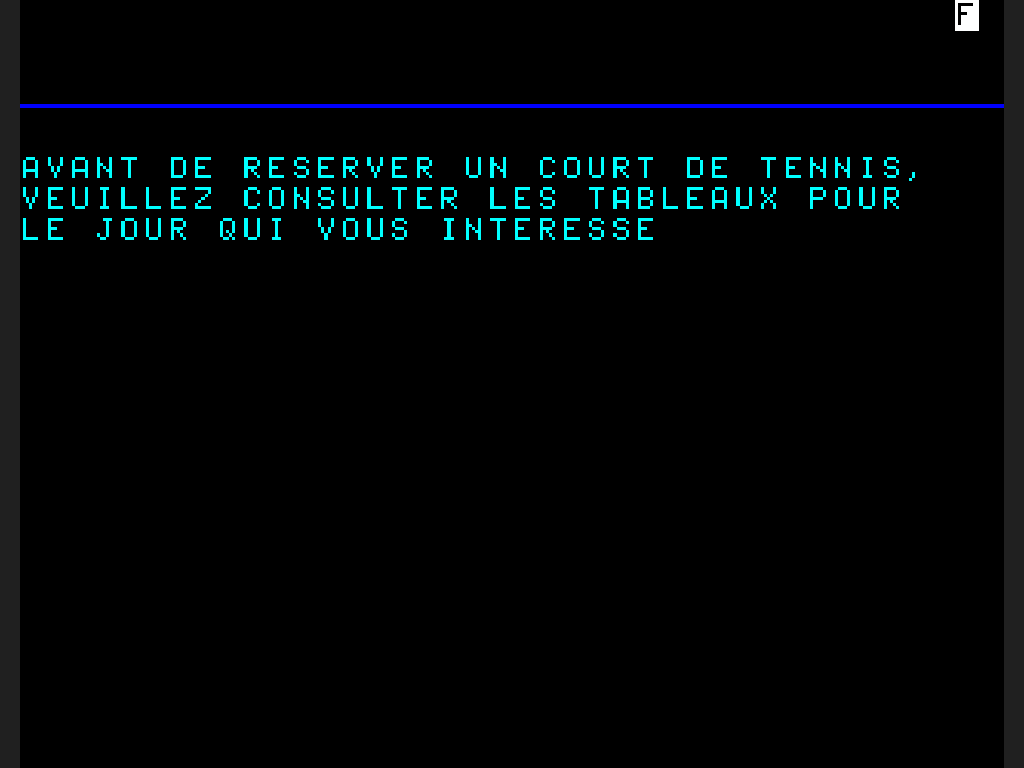 F
AVANT DE RESERVER UN COURT DE TENNIS,
VEUILLEZ CONSULTER LES TABLEAUX POUR
LE JOUR QUI VOUS INTERESSE